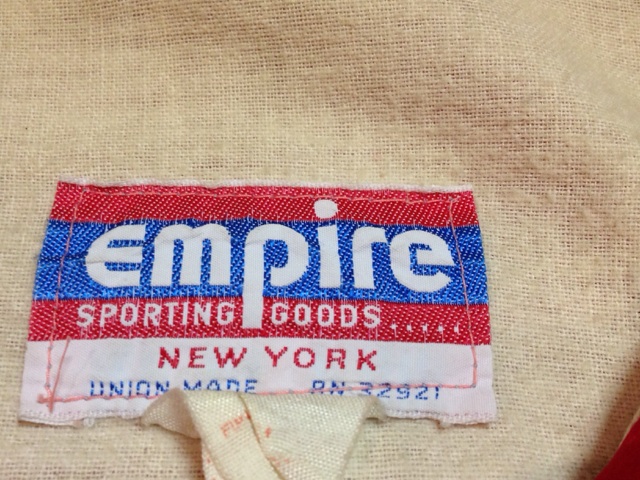 empire
SPORTING GOODS.....
NEW YORK
UNION MADE RN 32921